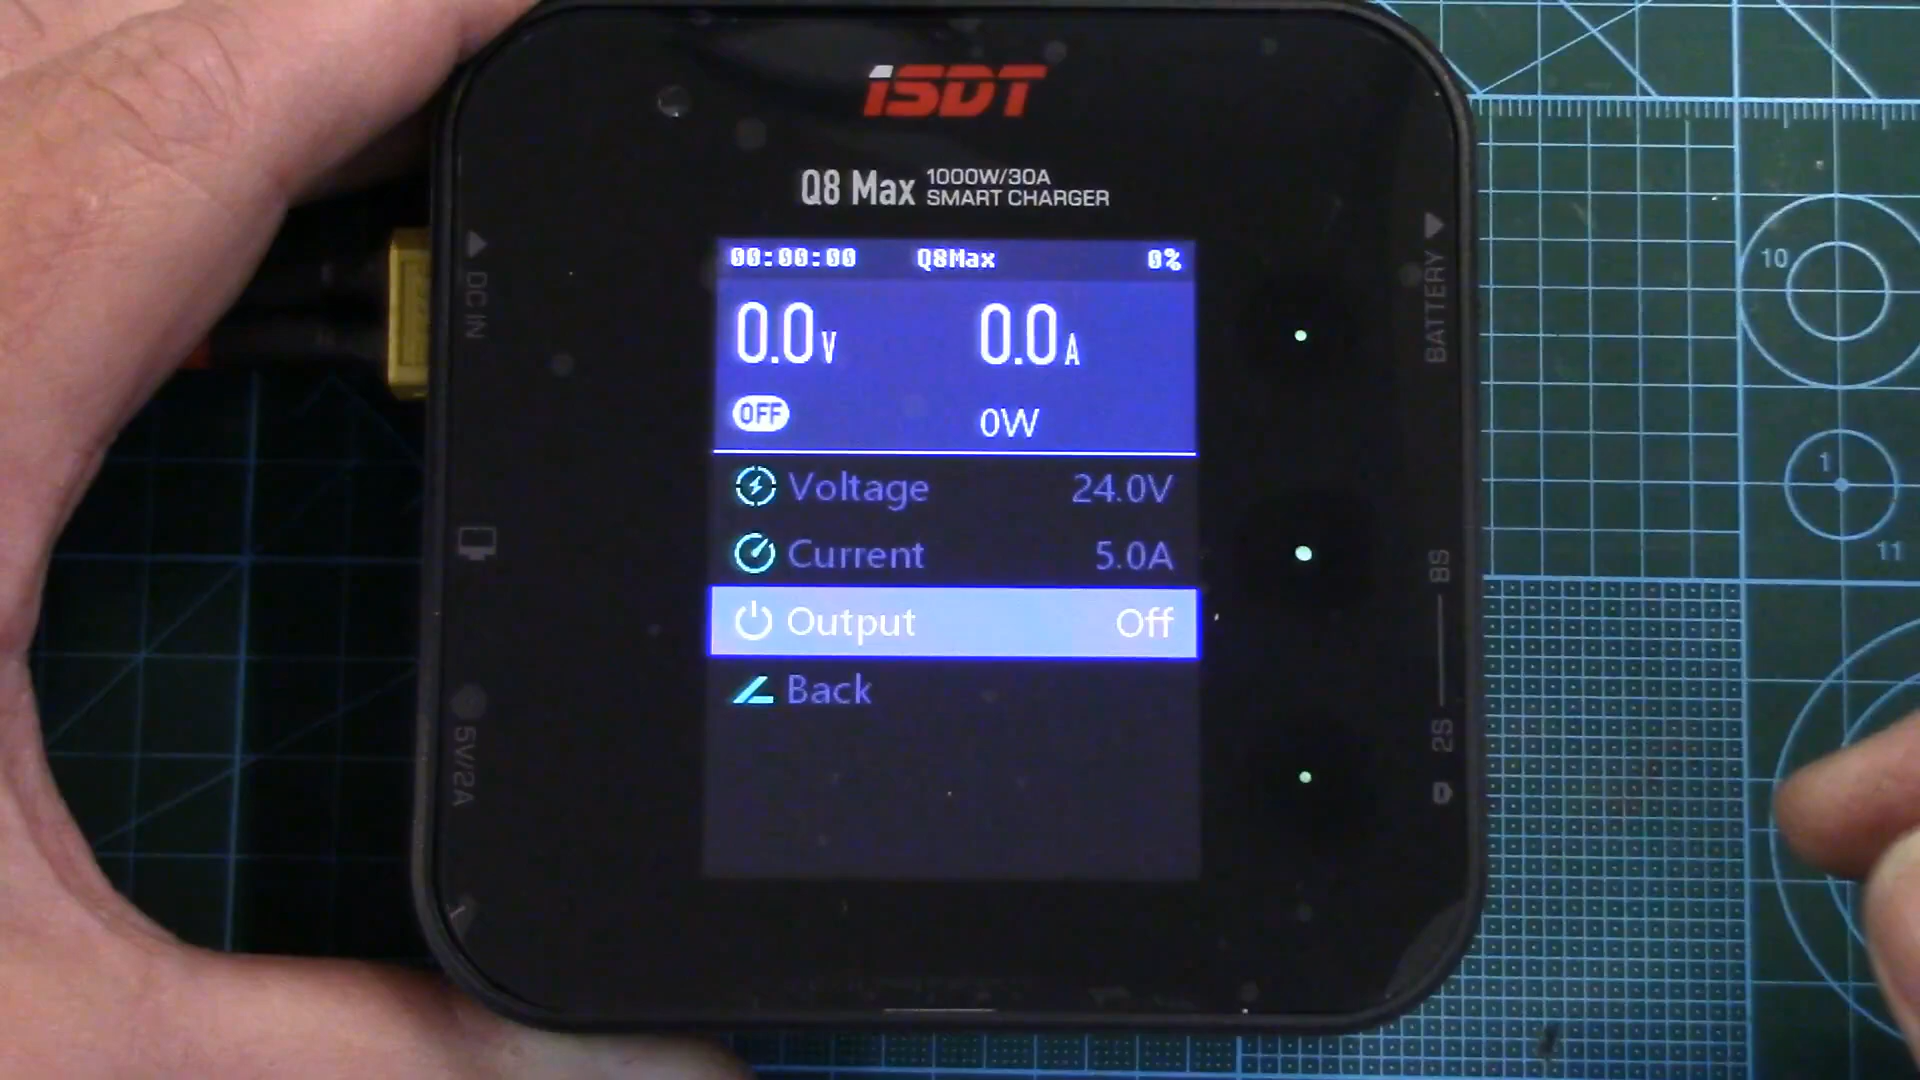 iSDT
Q8 Max 1000W/30A
SMART CHARGER
00:00:00 Q8Max 0%
0.0V 0.0A
OFF 0W
Voltage 24.0V
Current 5.0A
Output Off
Back
DC IN
5V/2A
BATTERY
8S
2S
10
1
11